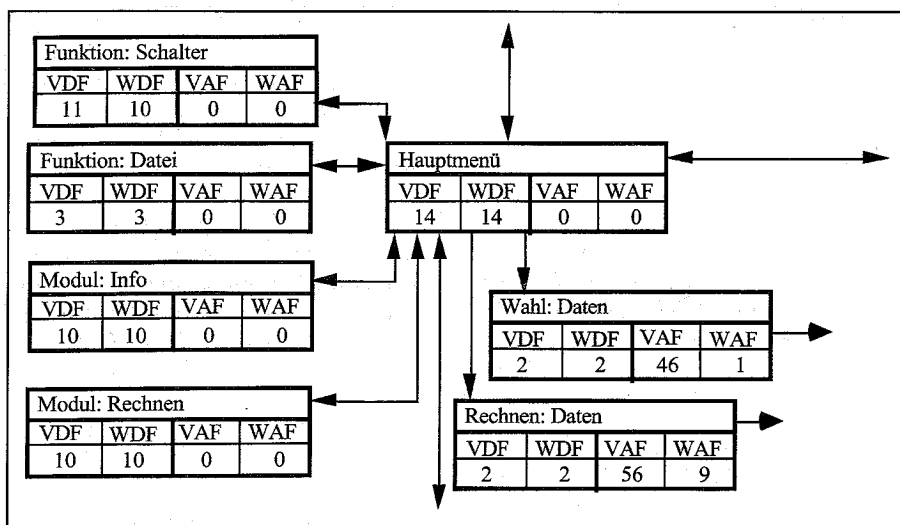 Funktion: Schalter
VDF WDF VAF WAF
11 10 0 0
Funktion: Datei
VDF WDF VAF WAF
3 3 0 0
Hauptmenü
VDF WDF VAF WAF
14 14 0 0
Modul: Info
VDF WDF VAF WAF
10 10 0 0
Wahl: Daten
VDF WDF VAF WAF
2 2 46 1
Modul: Rechnen
VDF WDF VAF WAF
10 10 0 0
Rechnen: Daten
VDF WDF VAF WAF
2 2 56 9